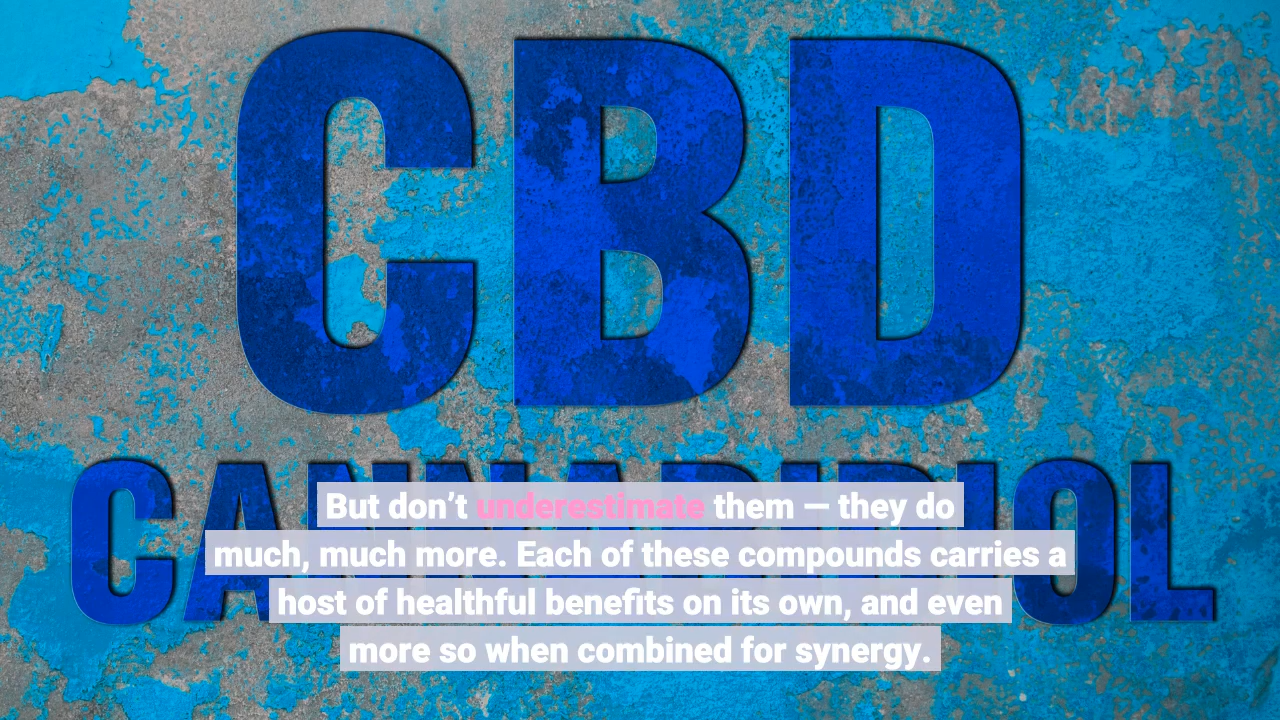 CBD
CANNABIDIOL
But don’t underestimate them — they do
much, much more. Each of these compounds carries a
host of healthful benefits on its own, and even
more so when combined for synergy.